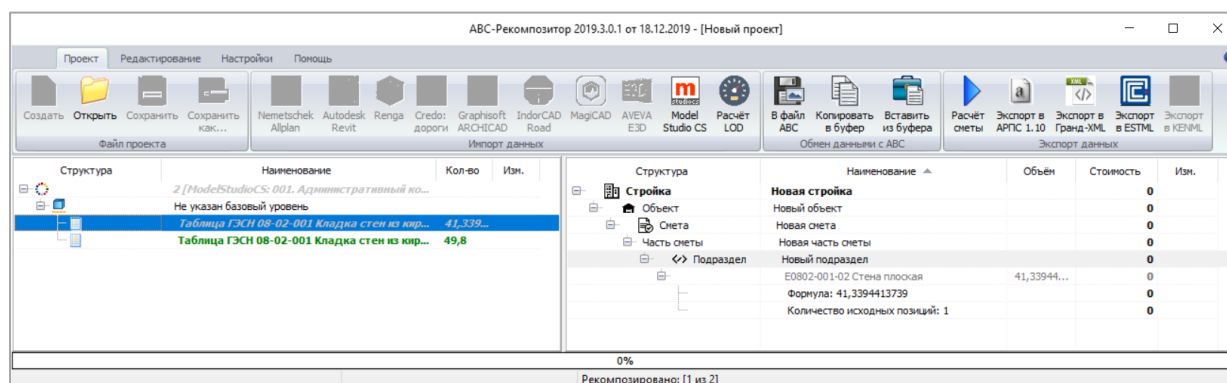 АВС-Рекомпозитор 2019.3.0.1 от 18.12.2019 - [Новый проект]
Проект Редактирование Настройки Помощь
Создать Открыть Сохранить Сохранить как...
Файл проекта
Nemetschek Allplan Autodesk Revit Renga Credo: дороги Graphisoft ARCHICAD IndorCAD Road MagiCAD AVEVA E3D Model Studio CS Расчёт LOD
Импорт данных
В файл АВС Копировать в буфер Вставить из буфера
Обмен данными с АВС
Расчёт сметы Экспорт в АРПС 1.10 Экспорт в Гранд-XML Экспорт в ESTML Экспорт в KENML
Экспорт данных
Структура Наименование Кол-во Изм.
2 [ModelStudioCS: 001. Административный ко...
Не указан базовый уровень
Таблица ГЭСН 08-02-001 Кладка стен из кир... 41,339...
Таблица ГЭСН 08-02-001 Кладка стен из кир... 49,8
Структура Наименование Объём Стоимость Изм.
Стройка Новая стройка 0
Объект Новый объект 0
Смета Новая смета 0
Часть сметы Новая часть сметы 0
Подраздел Новый подраздел 0
E0802-001-02 Стена плоская 41,33944... 0
Формула: 41,3394413739 0
Количество исходных позиций: 1 0
0%
Рекомпозировано: [1 из 2]